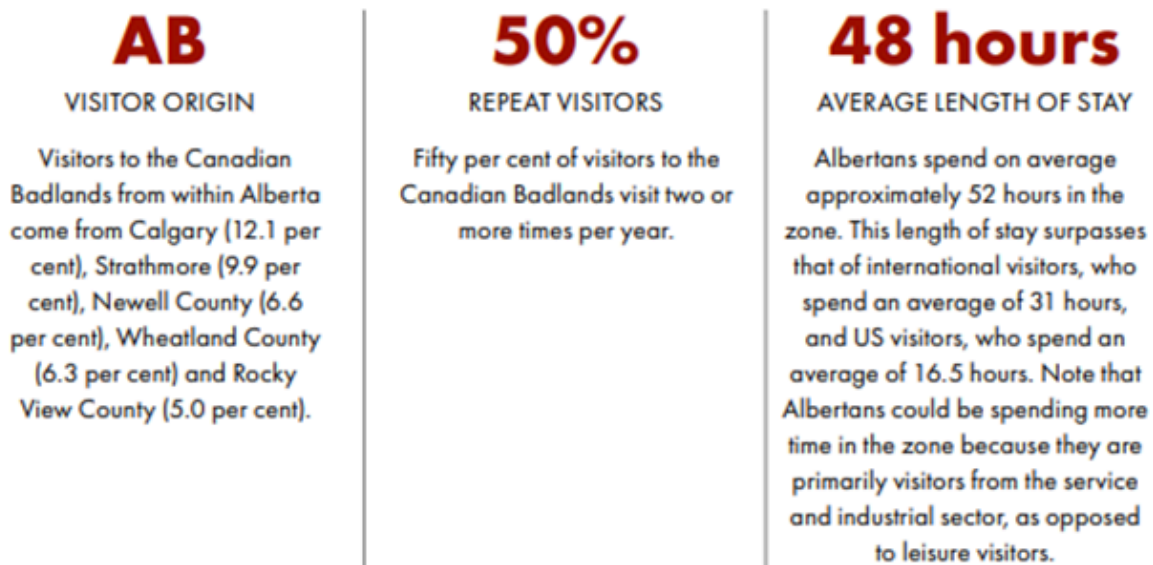 AB
VISITOR ORIGIN
Visitors to the Canadian
Badlands from within Alberta
come from Calgary (12.1 per
cent), Strathmore (9.9 per
cent), Newell County (6.6
per cent), Wheatland County
(6.3 per cent) and Rocky
View County (5.0 per cent).
50%
REPEAT VISITORS
Fifty per cent of visitors to the
Canadian Badlands visit two or
more times per year.
48 hours
AVERAGE LENGTH OF STAY
Albertans spend on average
approximately 52 hours in the
zone. This length of stay surpasses
that of international visitors, who
spend an average of 31 hours,
and US visitors, who spend an
average of 16.5 hours. Note that
Albertans could be spending more
time in the zone because they are
primarily visitors from the service
and industrial sector, as opposed
to leisure visitors.